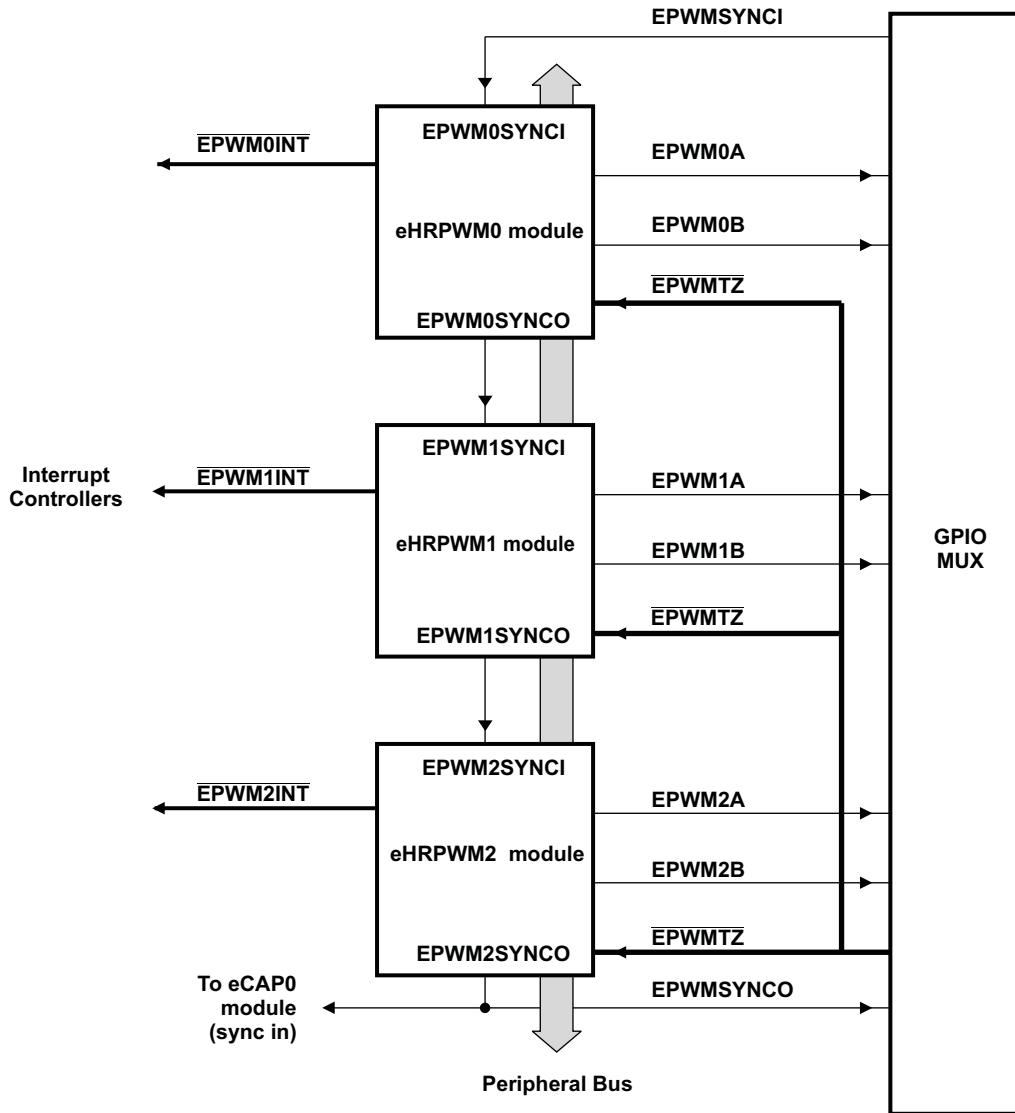 EPWMSYNCI
EPWM0SYNCI
EPWM0INT
EPWM0A
eHRPWM0 module
EPWM0B
EPWMTZ
EPWM0SYNCO
EPWM1SYNCI
Interrupt
Controllers
EPWM1INT
EPWM1A
eHRPWM1 module
EPWM1B
GPIO
MUX
EPWMTZ
EPWM1SYNCO
EPWM2SYNCI
EPWM2INT
EPWM2A
eHRPWM2 module
EPWM2B
EPWMTZ
EPWM2SYNCO
To eCAP0
module
(sync in)
EPWMSYNCO
Peripheral Bus